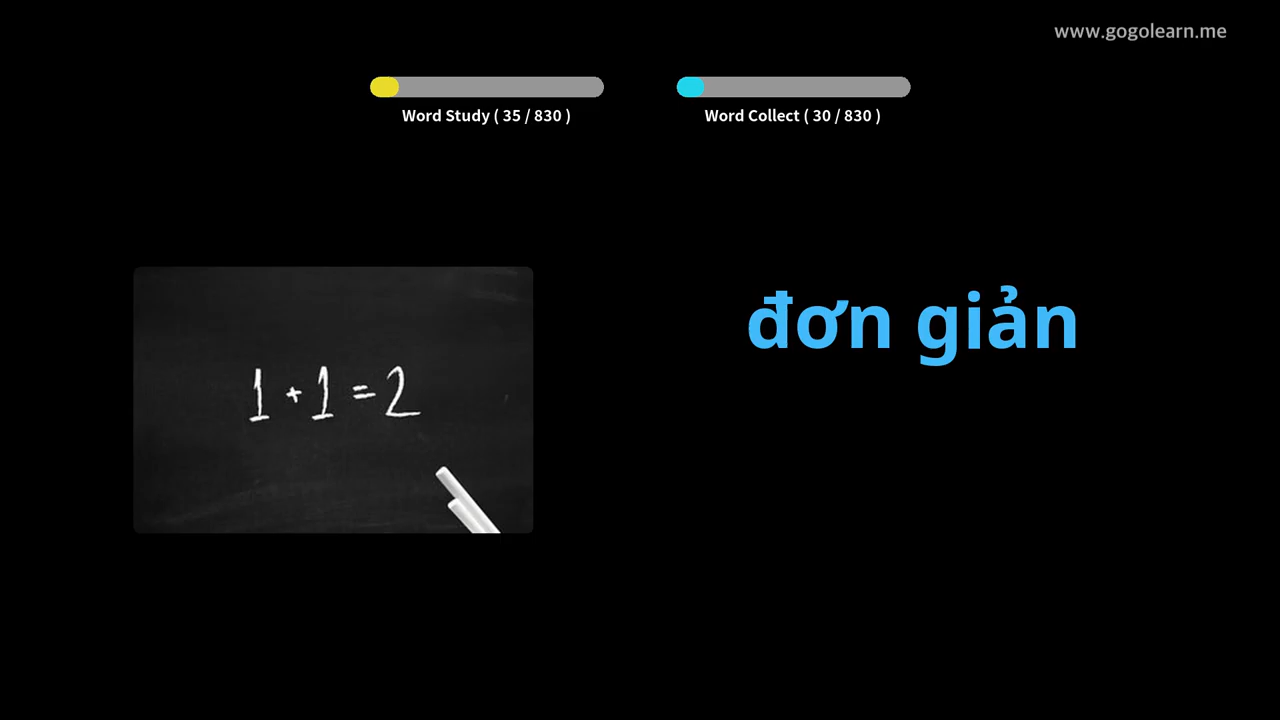 www.gogolearn.me
Word Study ( 35 / 830 )
Word Collect ( 30 / 830 )
đơn giản
1 + 1 = 2